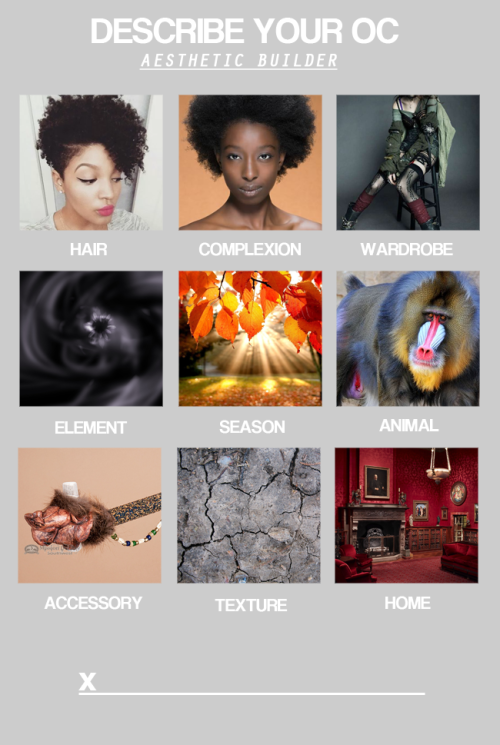 DESCRIBE YOUR OC
AESTHETIC BUILDER
HAIR
COMPLEXION
WARDROBE
ELEMENT
SEASON
ANIMAL
ACCESSORY
TEXTURE
HOME
X